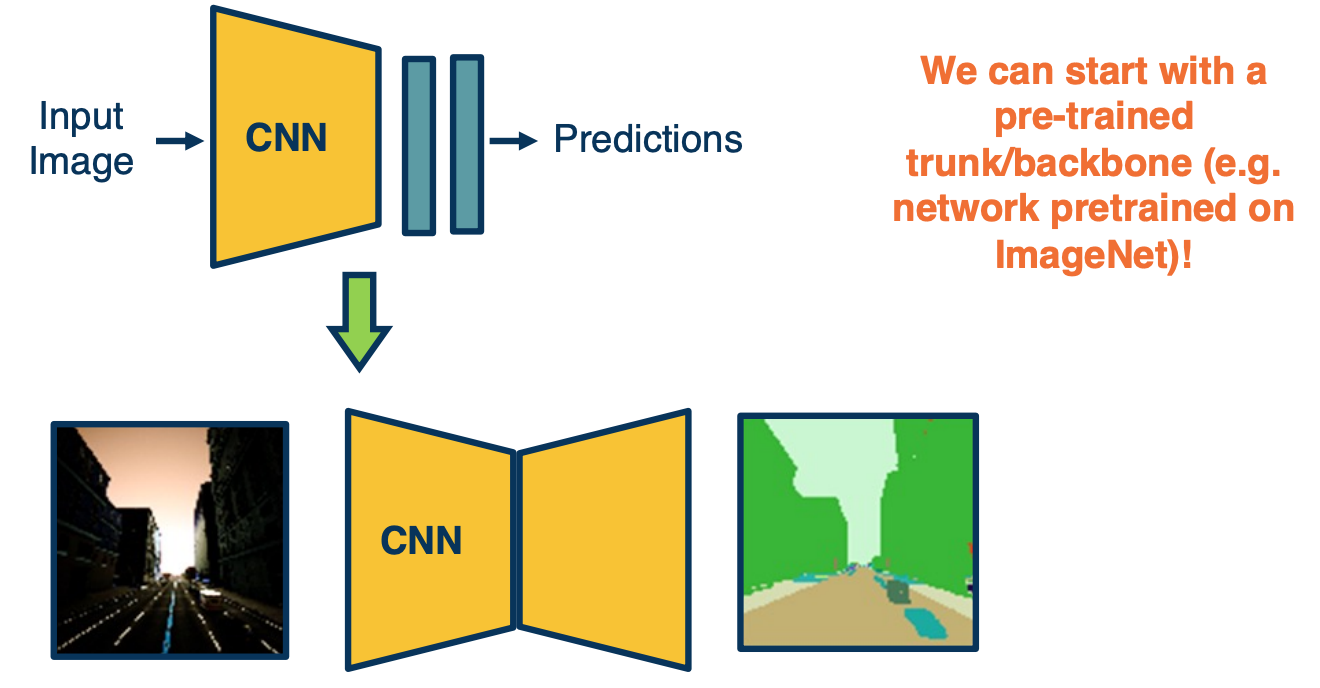 Input
Image
CNN
Predictions
We can start with a
pre-trained
trunk/backbone (e.g.
network pretrained on
ImageNet)!
CNN